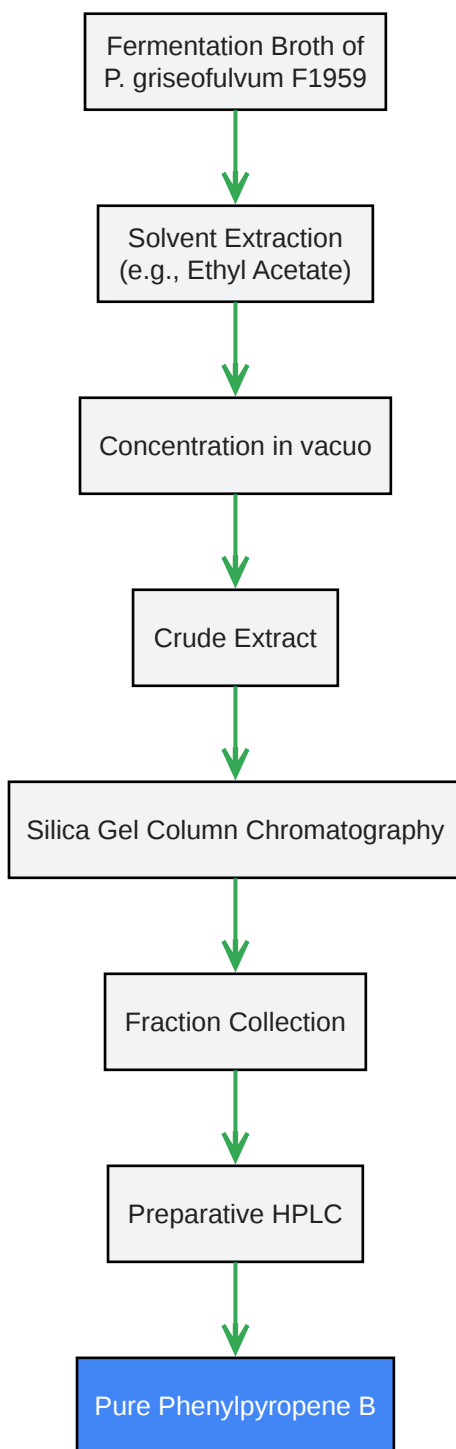 Fermentation Broth of
P. griseofulvum F1959
Solvent Extraction
(e.g., Ethyl Acetate)
Concentration in vacuo
Crude Extract
Silica Gel Column Chromatography
Fraction Collection
Preparative HPLC
Pure Phenylpyropene B